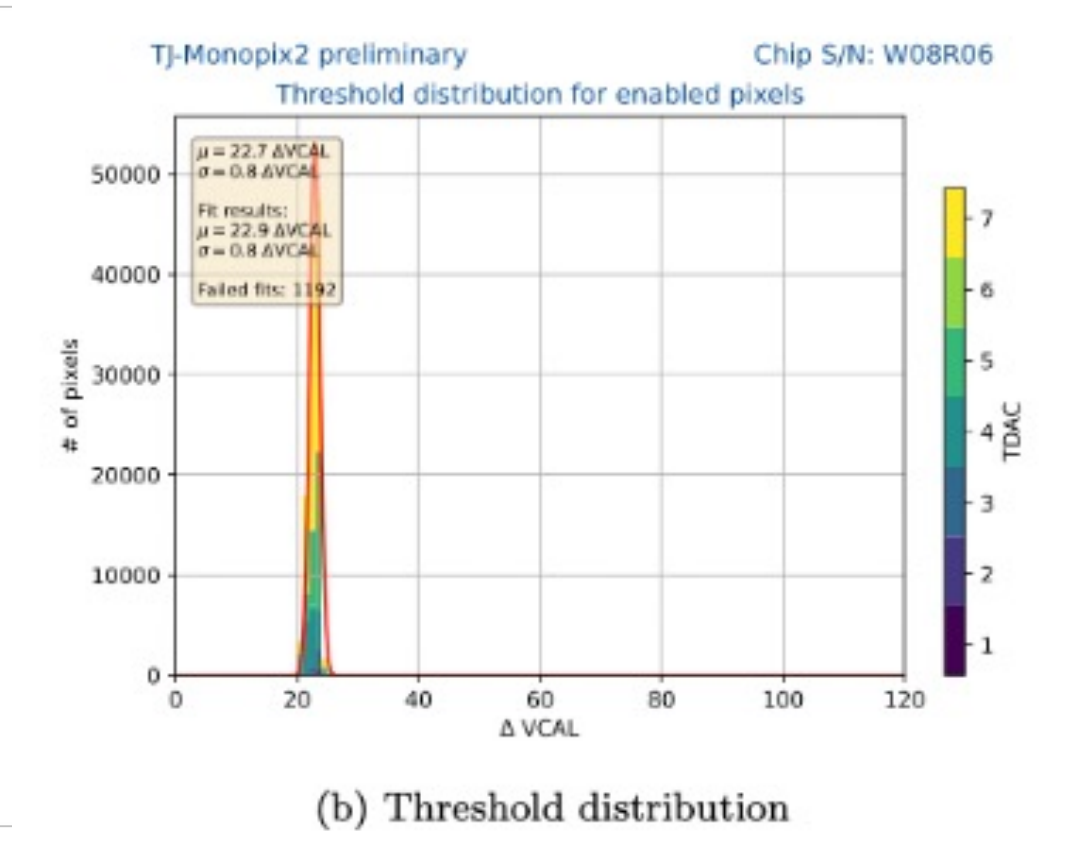 TJ-Monopix2 preliminary
Chip S/N: W08R06
Threshold distribution for enabled pixels
μ = 22.7 ΔVCAL
σ = 0.8 ΔVCAL
Fit results:
μ = 22.9 ΔVCAL
σ = 0.8 ΔVCAL
Failed fits: 1192
# of pixels
50000
40000
30000
20000
10000
0
0 20 40 60 80 100 120
Δ VCAL
7
6
5
4
3
2
1
TDAC
(b) Threshold distribution